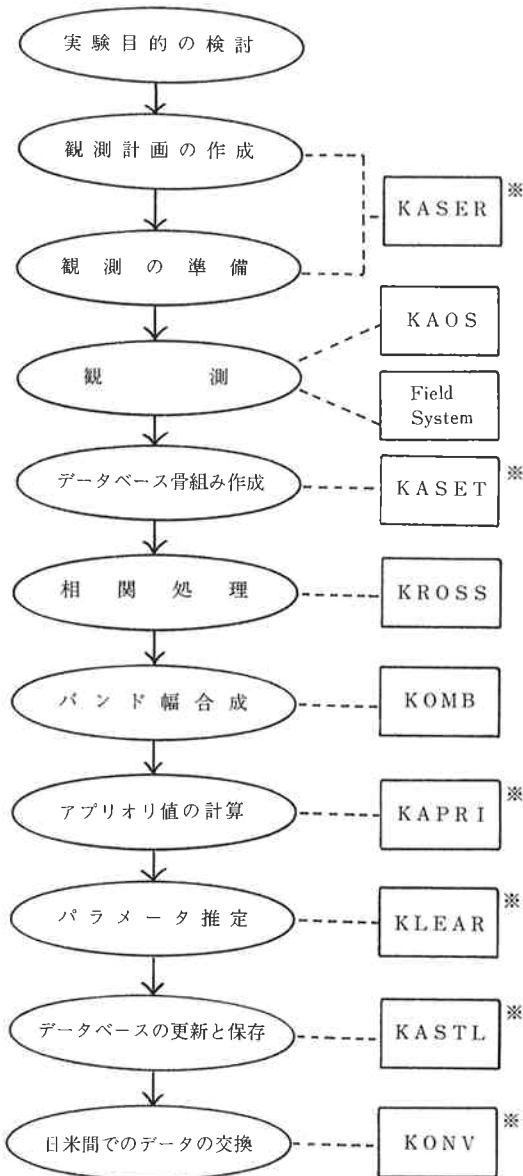 実験目的の検討
観測計画の作成
※
KASER
観測の準備
KAOS
観測
Field
System
※
データベース骨組み作成
KASET
相関処理
KROSS
バンド幅合成
KOMB
※
アプリオリ値の計算
KAPRI
※
パラメータ推定
KLEAR
※
データベースの更新と保存
KASTL
※
日米間でのデータの交換
KONV